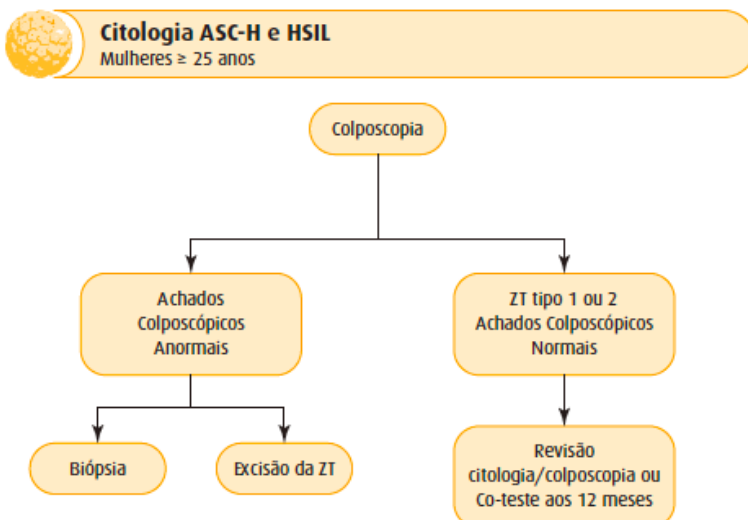 Citologia ASC-H e HSIL
Mulheres ≥ 25 anos
Colposcopia
Achados
Colposcópicos
Anormais
ZT tipo 1 ou 2
Achados Colposcópicos
Normais
Biópsia
Excisão da ZT
Revisão
citologia/colposcopia ou
Co-teste aos 12 meses